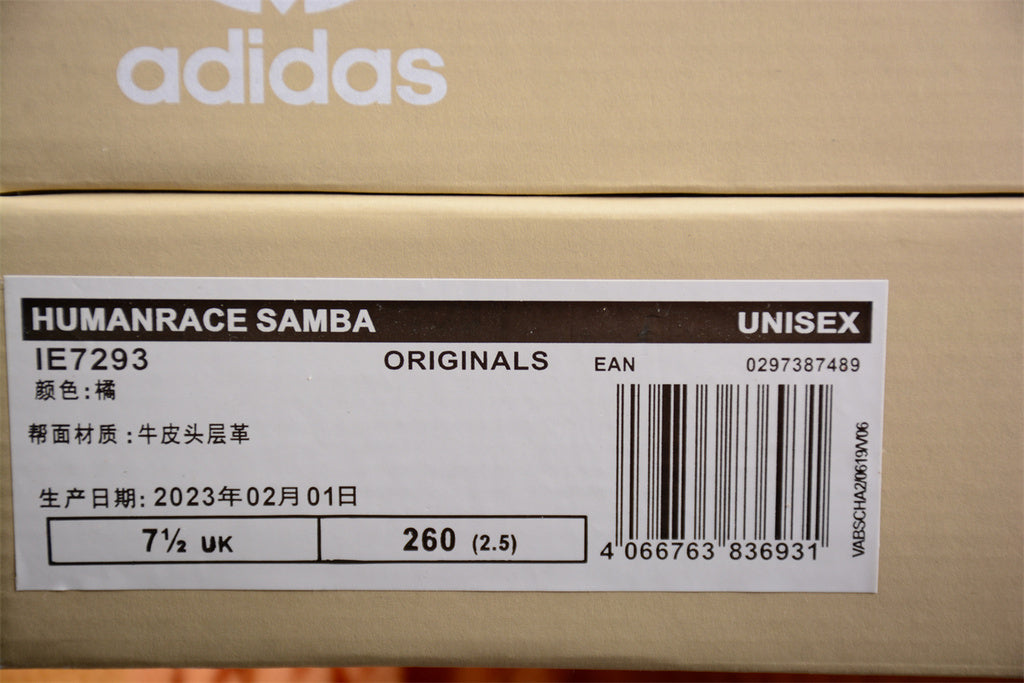 adidas
HUMANRACE SAMBA UNISEX
IE7293 ORIGINALS EAN 0297387489
颜色:橘
帮面材质:牛皮头层革
生产日期: 2023年02月01日
7½ UK 260 (2.5)
4 066763 836931
VABSCHA2/0619/V/06